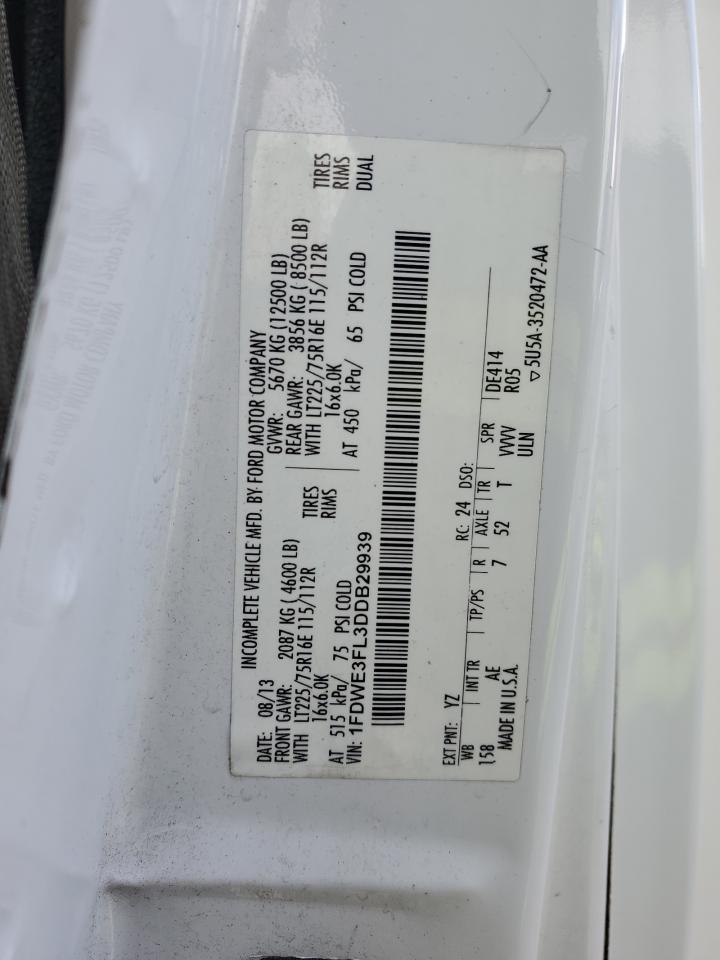 DATE: 08/13 INCOMPLETE VEHICLE MFD. BY FORD MOTOR COMPANY
FRONT GAWR: 2087 KG ( 4600 LB) GVWR: 5670 KG (12500 LB)
REAR GAWR: 3856 KG ( 8500 LB)
WITH LT225/75R16E 115/112R TIRES WITH LT225/75R16E 115/112R TIRES
16x6.0K RIMS 16x6.0K RIMS
AT 515 kPa/ 75 PSI COLD AT 450 kPa/ 65 PSI COLD DUAL
VIN: 1FDWE3FL3DDB29939
EXT PNT: YZ RC: 24 DSO:
WB INT TR TP/PS R AXLE TR SPR
158 AE 7 52 T VVVV DE414
ULN R05
MADE IN U.S.A.
▽5U5A-3520472-AA